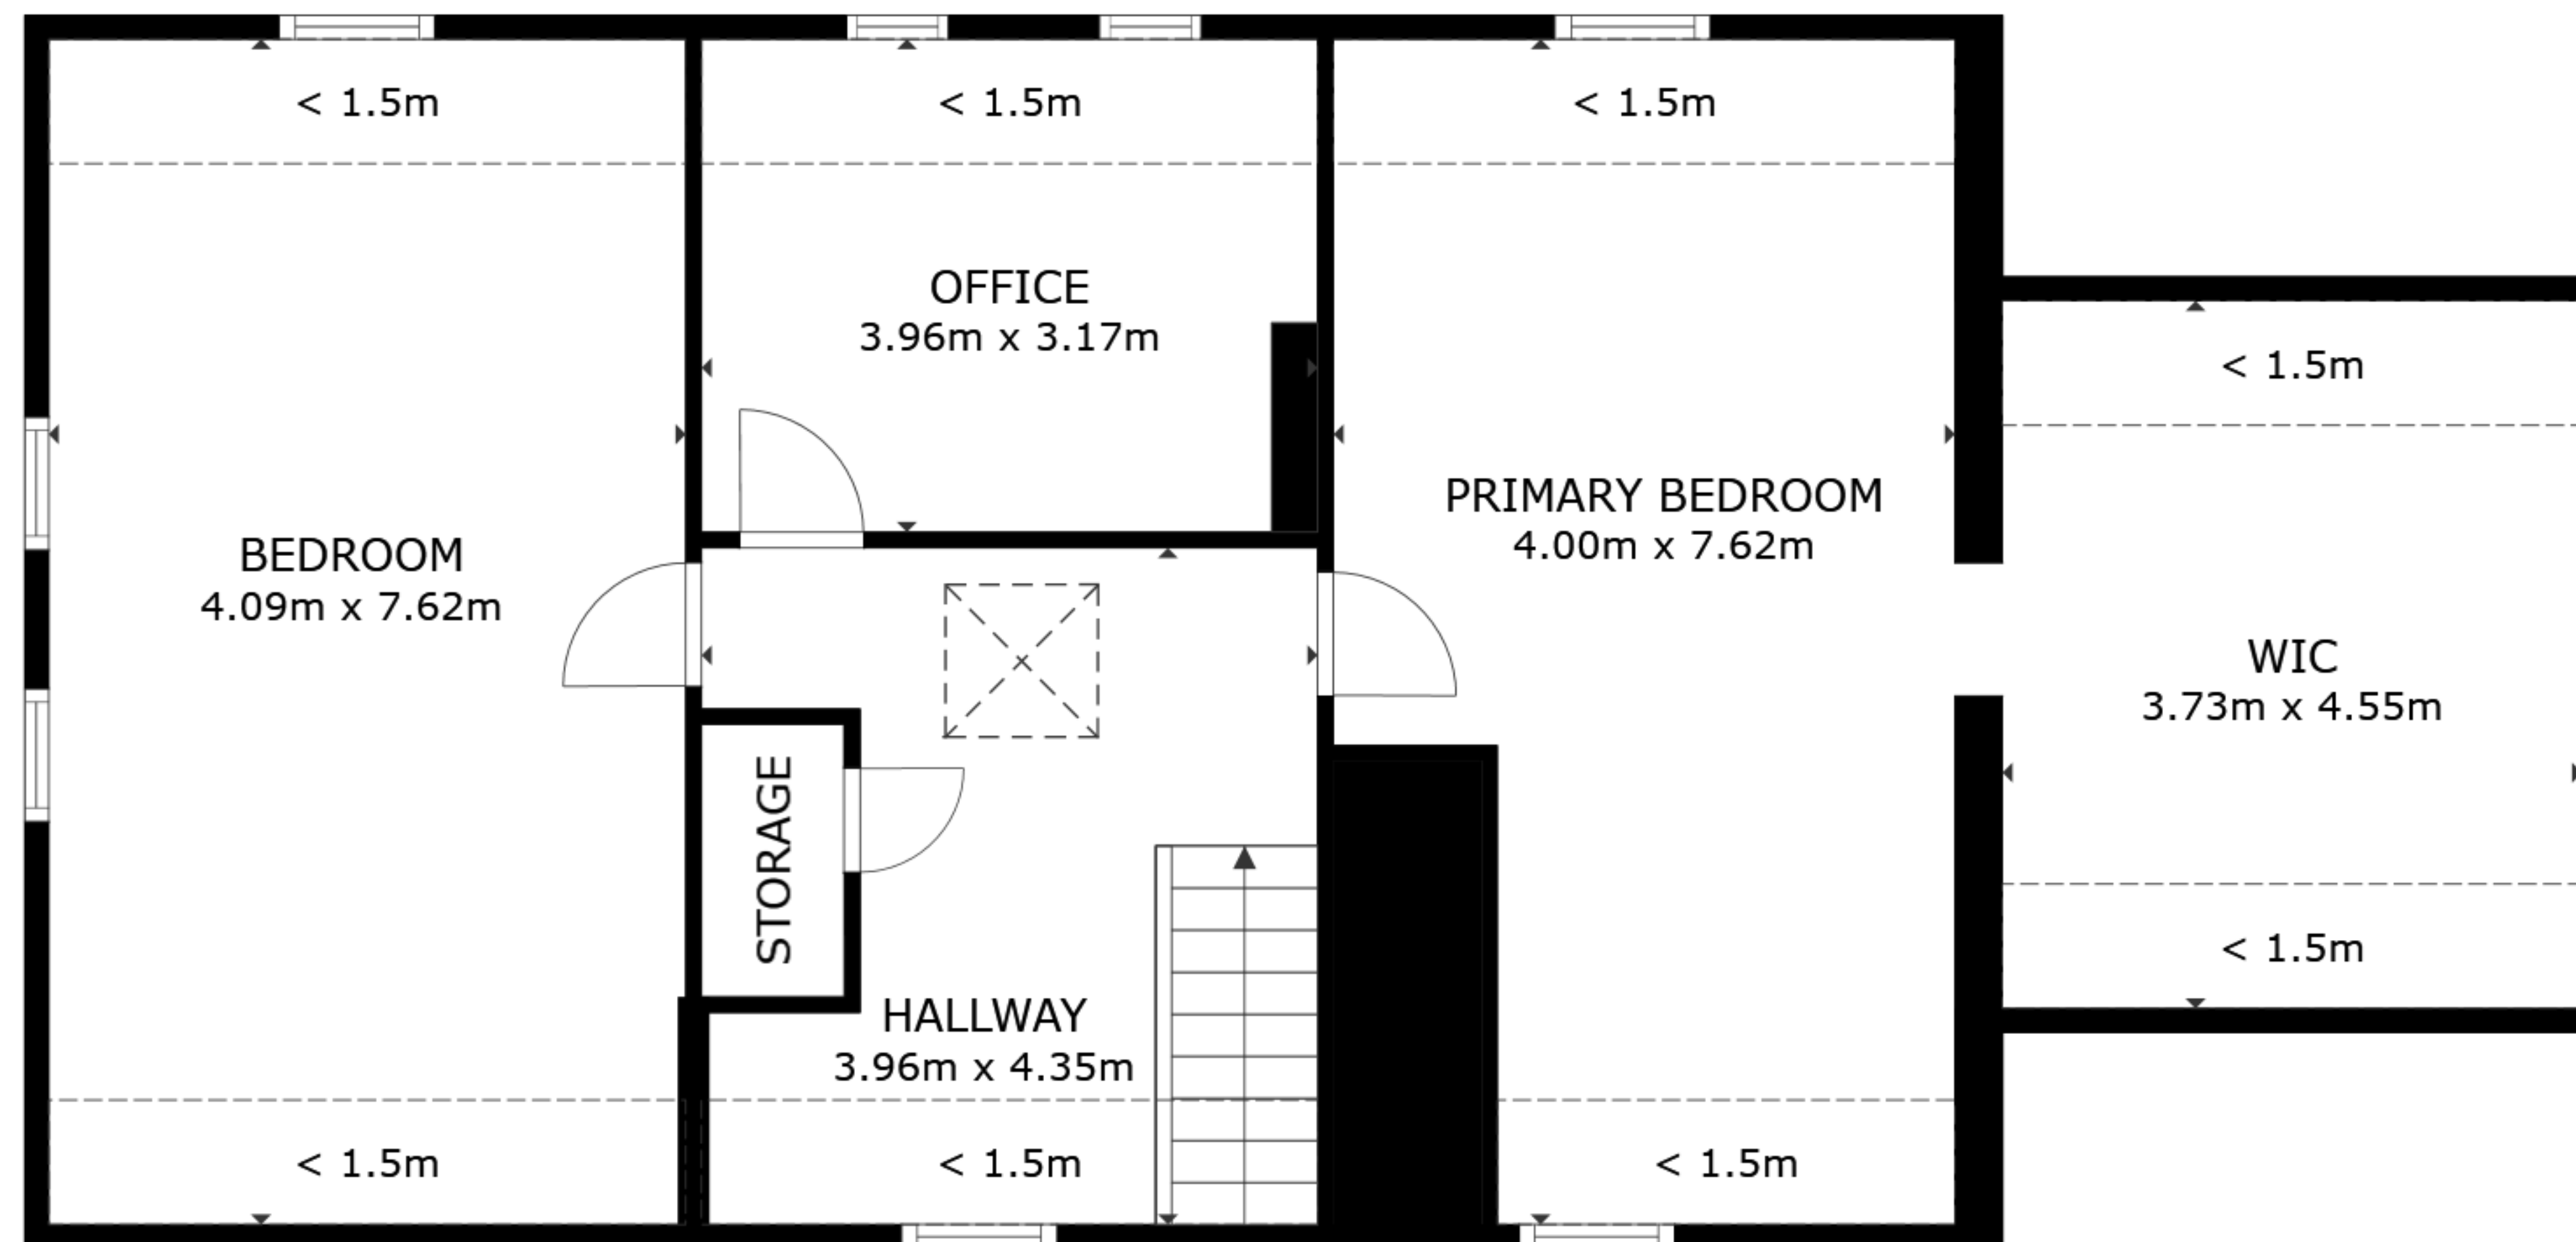 < 1.5m
< 1.5m
< 1.5m
OFFICE
3.96m x 3.17m
< 1.5m
PRIMARY BEDROOM
4.00m x 7.62m
BEDROOM
4.09m x 7.62m
WIC
3.73m x 4.55m
STORAGE
< 1.5m
HALLWAY
3.96m x 4.35m
< 1.5m
< 1.5m
< 1.5m